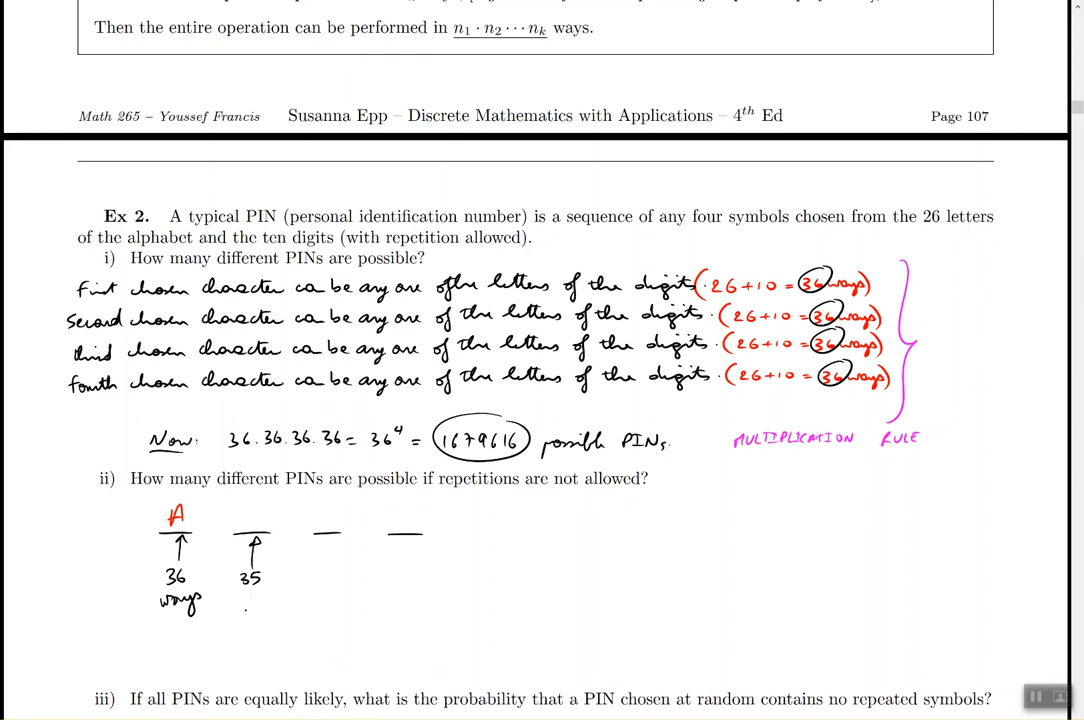 Then the entire operation can be performed in n₁ · n₂ ⋯ nₖ ways.
Math 265 – Youssef Francis Susanna Epp – Discrete Mathematics with Applications – 4ᵗʰ Ed Page 107
Ex 2. A typical PIN (personal identification number) is a sequence of any four symbols chosen from the 26 letters
of the alphabet and the ten digits (with repetition allowed).
i) How many different PINs are possible?
First chosen character ca be any one of the letters of the digits (26+10 = 36 ways)
Second chosen character ca be any one of the letters of the digits. (26+10 = 36 ways)
third chosen character ca be any one of the letters of the digits. (26+10 = 36 ways)
fourth chosen character ca be any one of the letters of the digits. (26+10 = 36 ways)
Now: 36.36.36.36 = 36⁴ = 1679616 possible PINs. MULTIPLICATION RULE
ii) How many different PINs are possible if repetitions are not allowed?
A
36 35
ways
iii) If all PINs are equally likely, what is the probability that a PIN chosen at random contains no repeated symbols?